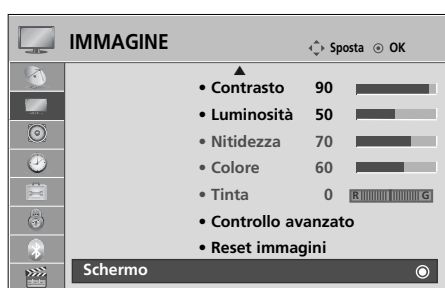 IMMAGINE
Sposta OK
• Contrasto 90
• Luminosità 50
• Nitidezza 70
• Colore 60
• Tinta 0 R G
• Controllo avanzato
• Reset immagini
Schermo